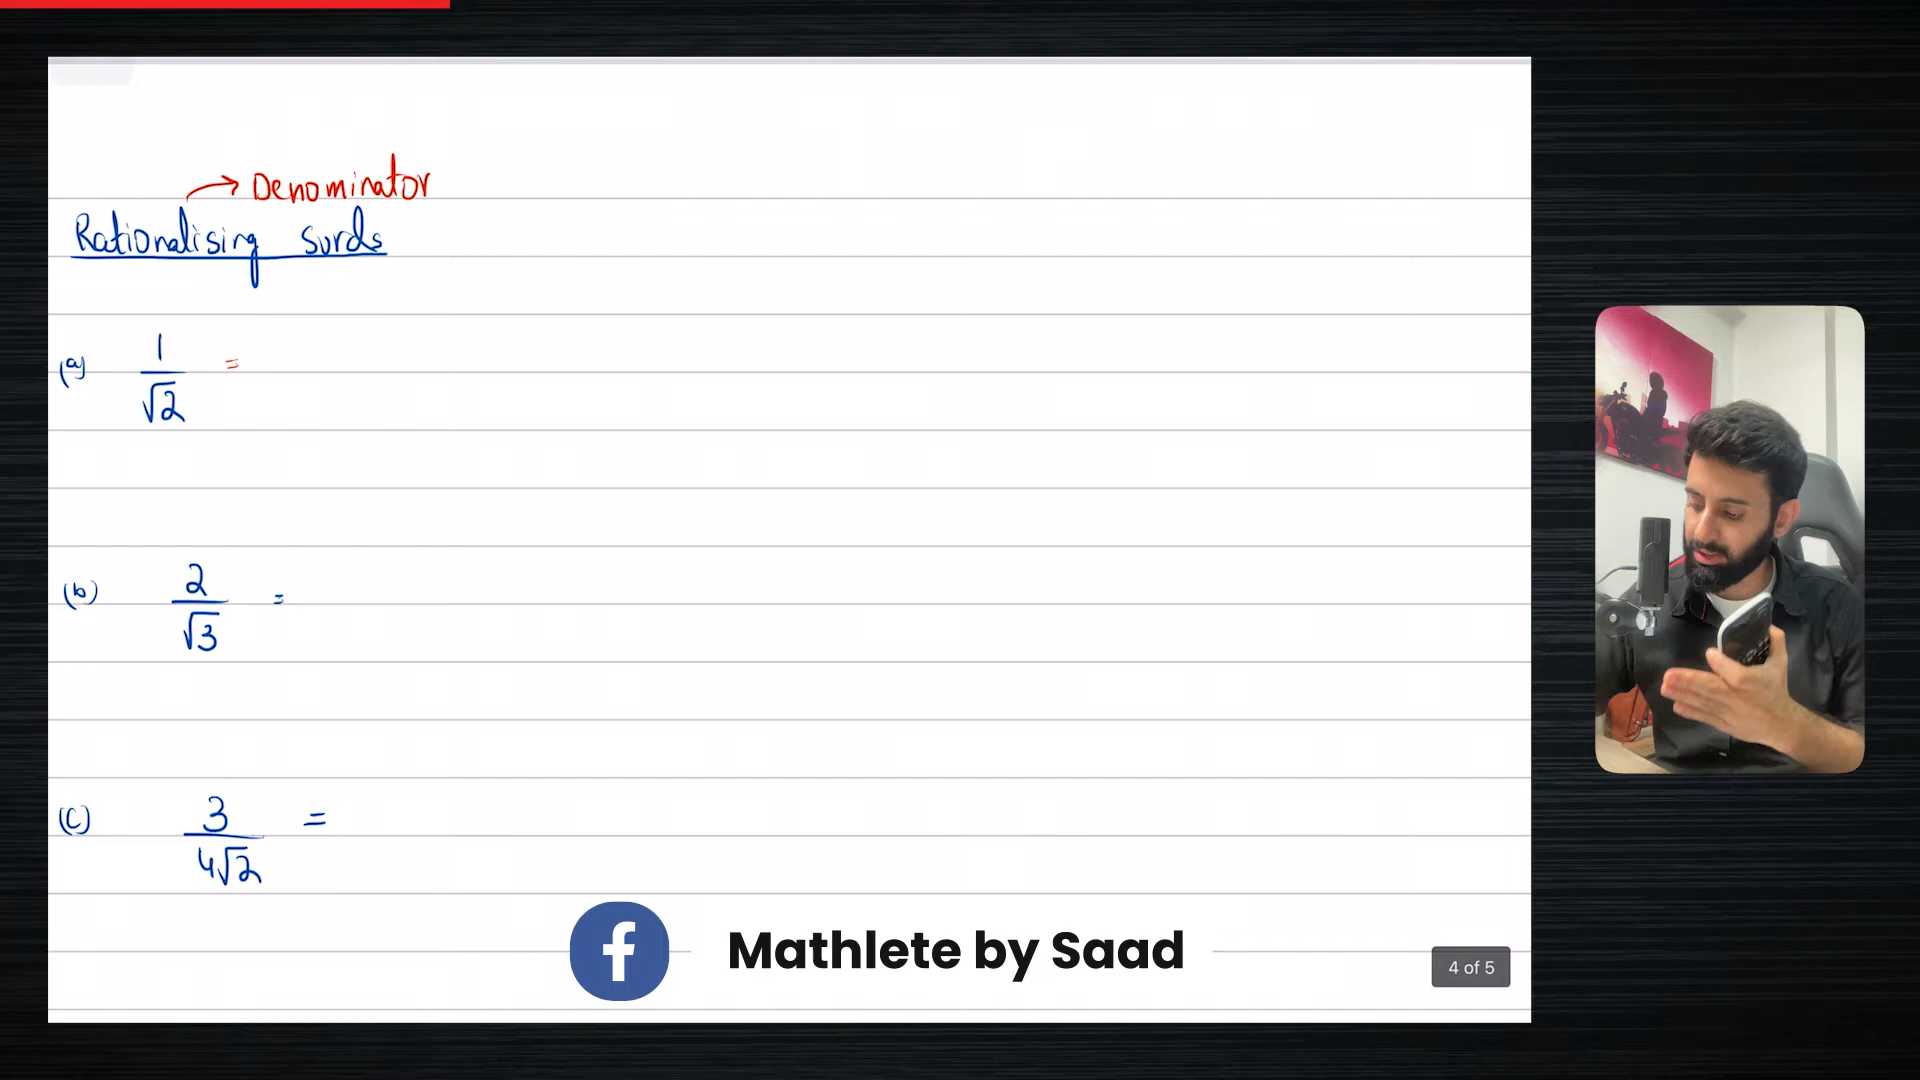 → Denominator
Rationalising surds
(a) 1/√2 =
(b) 2/√3 =
(c) 3/4√2 =
f Mathlete by Saad
4 of 5